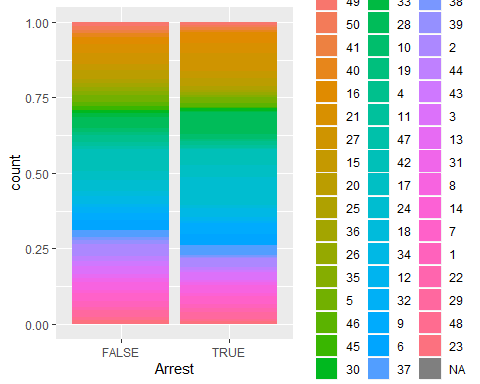 1.00
0.75
0.50
0.25
0.00
count
FALSE TRUE
Arrest
49 33 38
50 28 39
41 10 2
40 19 44
16 4 43
21 11 3
27 47 13
15 42 31
20 17 8
25 24 14
36 18 7
26 34 1
35 12 22
5 32 29
46 9 48
45 6 23
30 37 NA